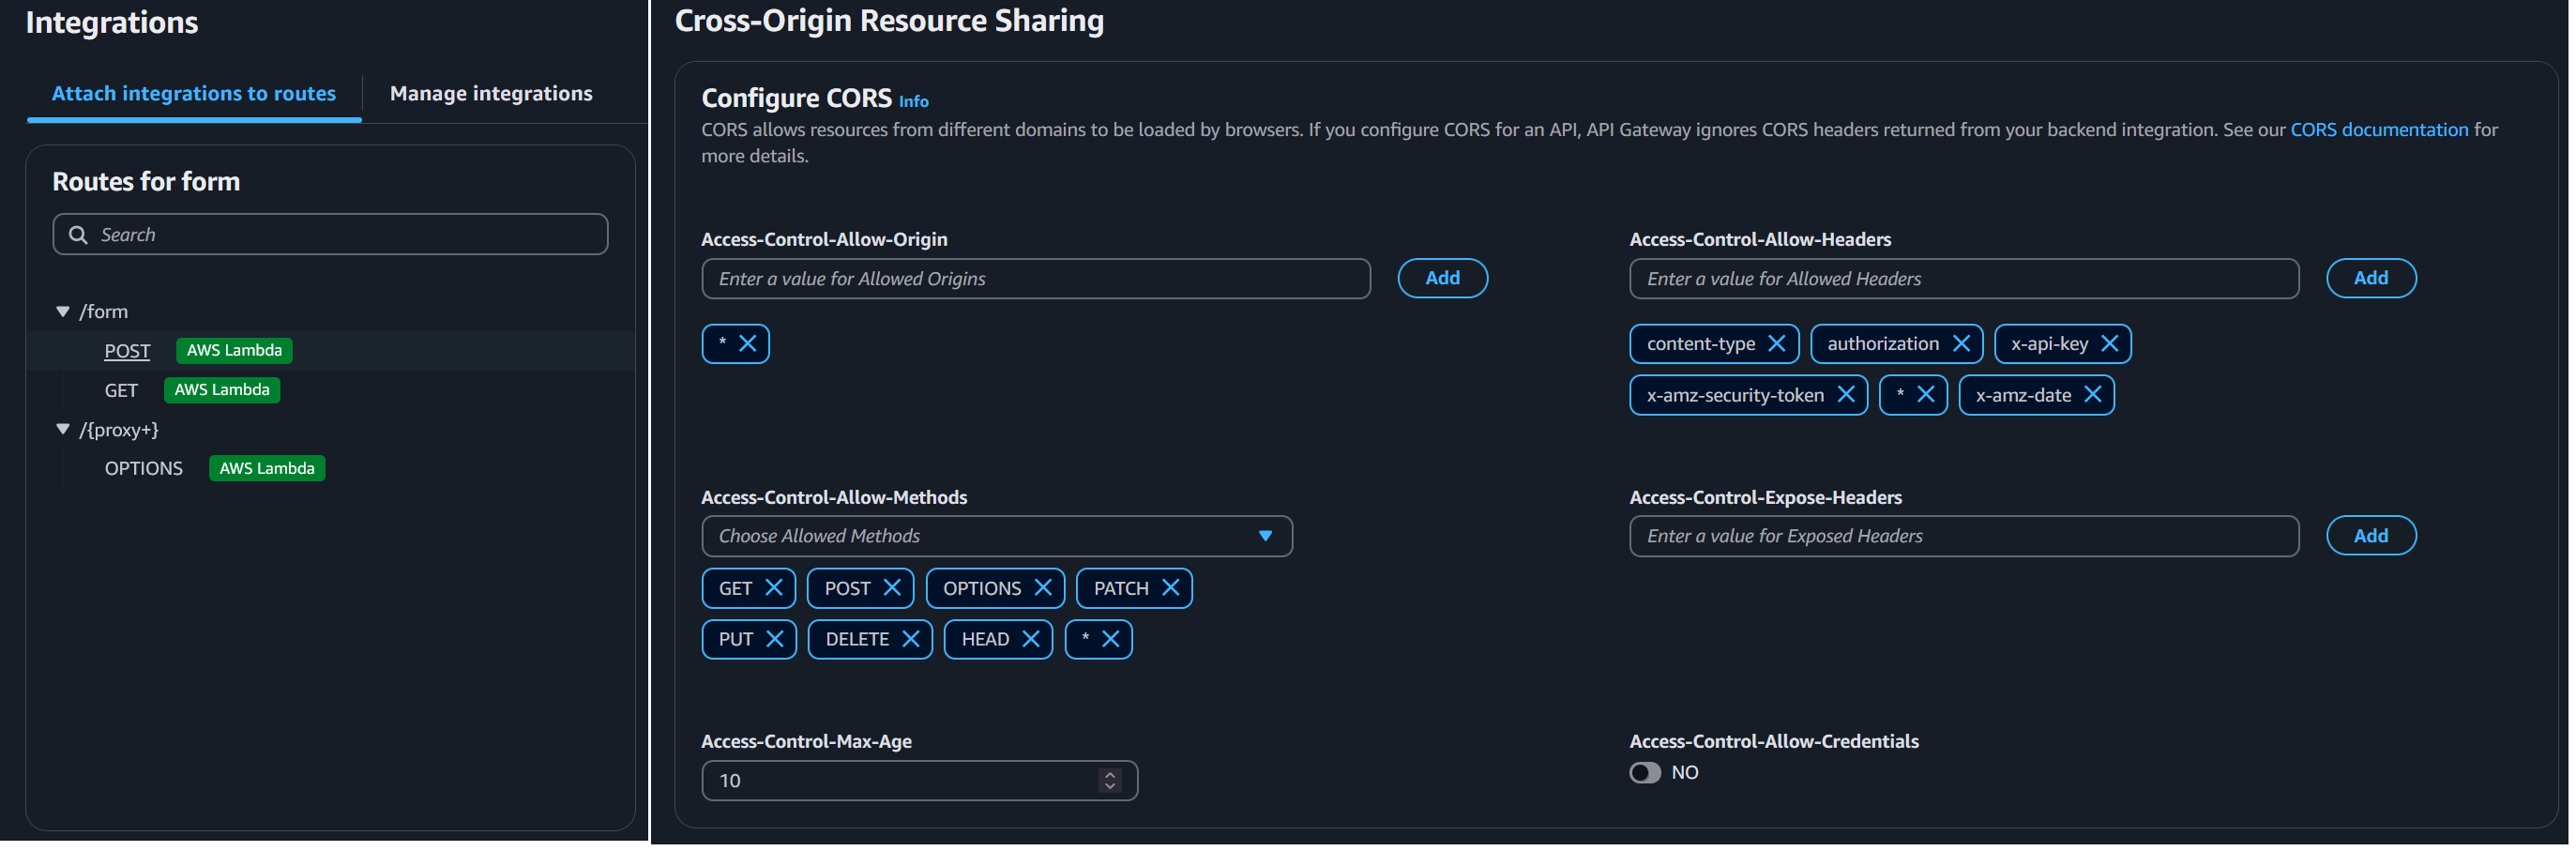 Integrations
Attach integrations to routes
Manage integrations
Routes for form
Search
/form
POST AWS Lambda
GET AWS Lambda
/{proxy+}
OPTIONS AWS Lambda
Cross-Origin Resource Sharing
Configure CORS Info
CORS allows resources from different domains to be loaded by browsers. If you configure CORS for an API, API Gateway ignores CORS headers returned from your backend integration. See our CORS documentation for
more details.
Access-Control-Allow-Origin
Enter a value for Allowed Origins Add
*
Access-Control-Allow-Headers
Enter a value for Allowed Headers Add
content-type authorization x-api-key
x-amz-security-token * x-amz-date
Access-Control-Allow-Methods
Choose Allowed Methods
GET POST OPTIONS PATCH
PUT DELETE HEAD *
Access-Control-Expose-Headers
Enter a value for Exposed Headers Add
Access-Control-Max-Age
10
Access-Control-Allow-Credentials
NO